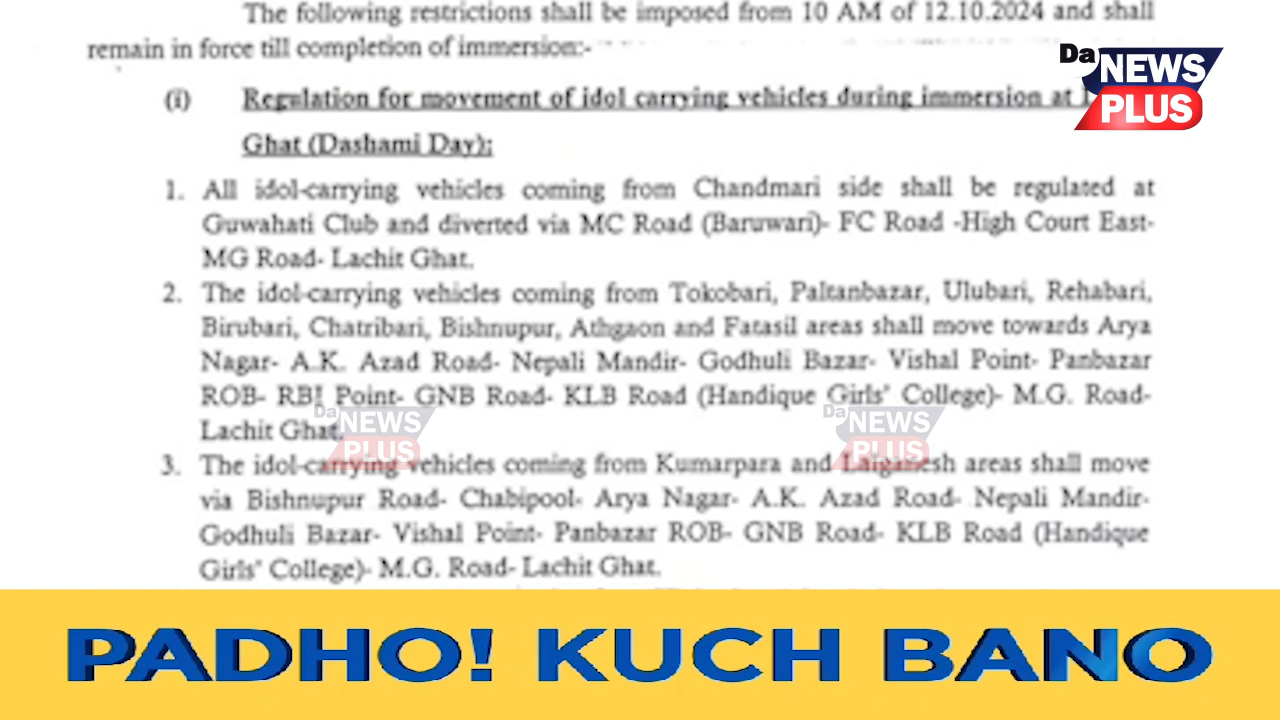 The following restrictions shall be imposed from 10 AM of 12.10.2024 and shall
remain in force till completion of immersion:-
Da NEWS
PLUS
(i) Regulation for movement of idol carrying vehicles during immersion at
Ghat (Dashami Day):
1. All idol-carrying vehicles coming from Chandmari side shall be regulated at
Guwahati Club and diverted via MC Road (Baruwari)- FC Road -High Court East-
MG Road- Lachit Ghat.
2. The idol-carrying vehicles coming from Tokobari, Paltanbazar, Ulubari, Rehabari,
Birubari, Chatribari, Bishnupur, Athgaon and Fatasil areas shall move towards Arya
Nagar- A.K. Azad Road- Nepali Mandir- Godhuli Bazar- Vishal Point- Panbazar
ROB- RBI Point- GNB Road- KLB Road (Handique Girls' College)- M.G. Road-
Lachit Ghat.
Da NEWS
PLUS
Da NEWS
PLUS
3. The idol-carrying vehicles coming from Kumarpara and Lalganesh areas shall move
via Bishnupur Road- Chabipool- Arya Nagar- A.K. Azad Road- Nepali Mandir-
Godhuli Bazar- Vishal Point- Panbazar ROB- GNB Road- KLB Road (Handique
Girls' College)- M.G. Road- Lachit Ghat.
PADHO! KUCH BANO